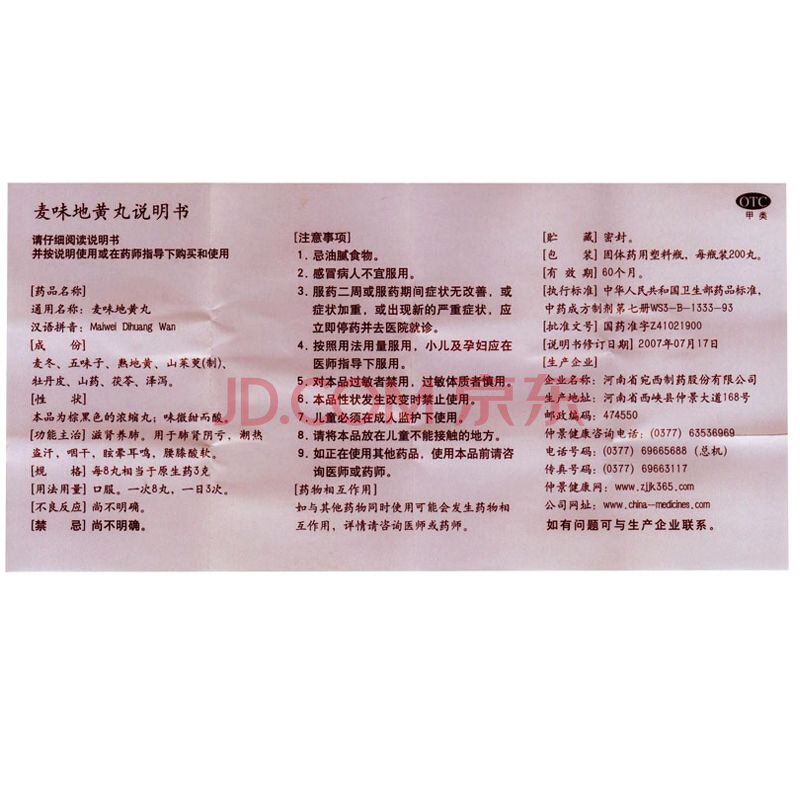 麦味地黄丸说明书
请仔细阅读说明书
并按说明使用或在药师指导下购买和使用
[药品名称]
通用名称：麦味地黄丸
汉语拼音：Maiwei Dihuang Wan
[成　份]
麦冬、五味子、熟地黄、山茱萸(制)、
牡丹皮、山药、茯苓、泽泻。
[性　状]
本品为棕黑色的浓缩丸；味微甜而酸。
[功能主治] 滋肾养肺。用于肺肾阴亏，潮热
盗汗，咽干，眩晕耳鸣，腰膝酸软。
[规　格] 每8丸相当于原生药3克
[用法用量] 口服。一次8丸，一日3次。
[不良反应] 尚不明确。
[禁　忌] 尚不明确。
[注意事项]
1. 忌油腻食物。
2. 感冒病人不宜服用。
3. 服药二周或服药期间症状无改善，或
症状加重，或出现新的严重症状，应
立即停药并去医院就诊。
4. 按照用法用量服用，小儿及孕妇应在
医师指导下服用。
5. 对本品过敏者禁用，过敏体质者慎用。
6. 本品性状发生改变时禁止使用。
7. 儿童必须在成人监护下使用。
8. 请将本品放在儿童不能接触的地方。
9. 如正在使用其他药品，使用本品前请咨
询医师或药师。
[药物相互作用]
如与其他药物同时使用可能会发生药物相
互作用，详情请咨询医师或药师。
OTC
甲类
[贮　藏] 密封。
[包　装] 固体药用塑料瓶，每瓶装200丸。
[有 效 期] 60个月。
[执行标准] 中华人民共和国卫生部药品标准，
中药成方制剂第七册WS3-B-1333-93
[批准文号] 国药准字Z41021900
[说明书修订日期] 2007年07月17日
[生产企业]
企业名称：河南省宛西制药股份有限公司
生产地址：河南省西峡县仲景大道168号
邮政编码：474550
仲景健康咨询电话：(0377) 63536969
电话号码：(0377) 69665688 (总机)
传真号码：(0377) 69663117
仲景健康网：www.zjjk365.com
公司网址：www.china-medicines.com
如有问题可与生产企业联系。
JD.COM 京东